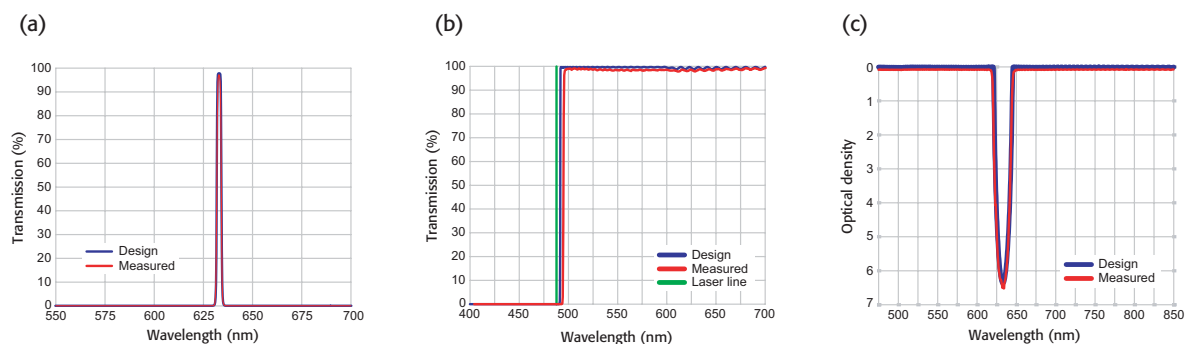 (a)
Transmission (%)
100
90
80
70
60
50
40
30
20
10
0
Design
Measured
550 575 600 625 650 675 700
Wavelength (nm)
(b)
Transmission (%)
100
90
80
70
60
50
40
30
20
10
0
Design
Measured
Laser line
400 450 500 550 600 650 700
Wavelength (nm)
(c)
Optical density
0
1
2
3
4
5
6
7
Design
Measured
500 550 600 650 700 750 800 850
Wavelength (nm)